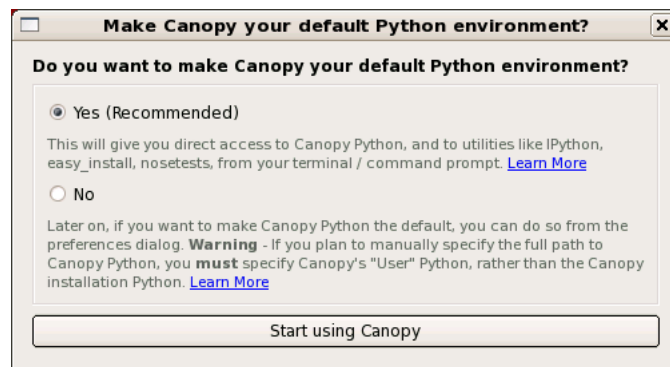 Make Canopy your default Python environment?
Do you want to make Canopy your default Python environment?
Yes (Recommended)
This will give you direct access to Canopy Python, and to utilities like IPython,
easy_install, nosetests, from your terminal / command prompt. Learn More
No
Later on, if you want to make Canopy Python the default, you can do so from the
preferences dialog. Warning - If you plan to manually specify the full path to
Canopy Python, you must specify Canopy's "User" Python, rather than the Canopy
installation Python. Learn More
Start using Canopy